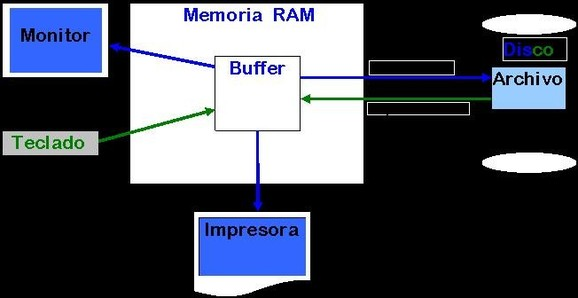 Memoria RAM
Monitor
Buffer
Disco
Archivo
Teclado
Impresora